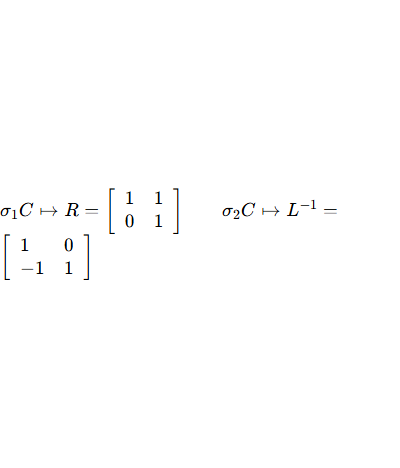 σ₁C ↦ R = [ 1 1 ; 0 1 ] σ₂C ↦ L⁻¹ =
[ 1 0 ; −1 1 ]